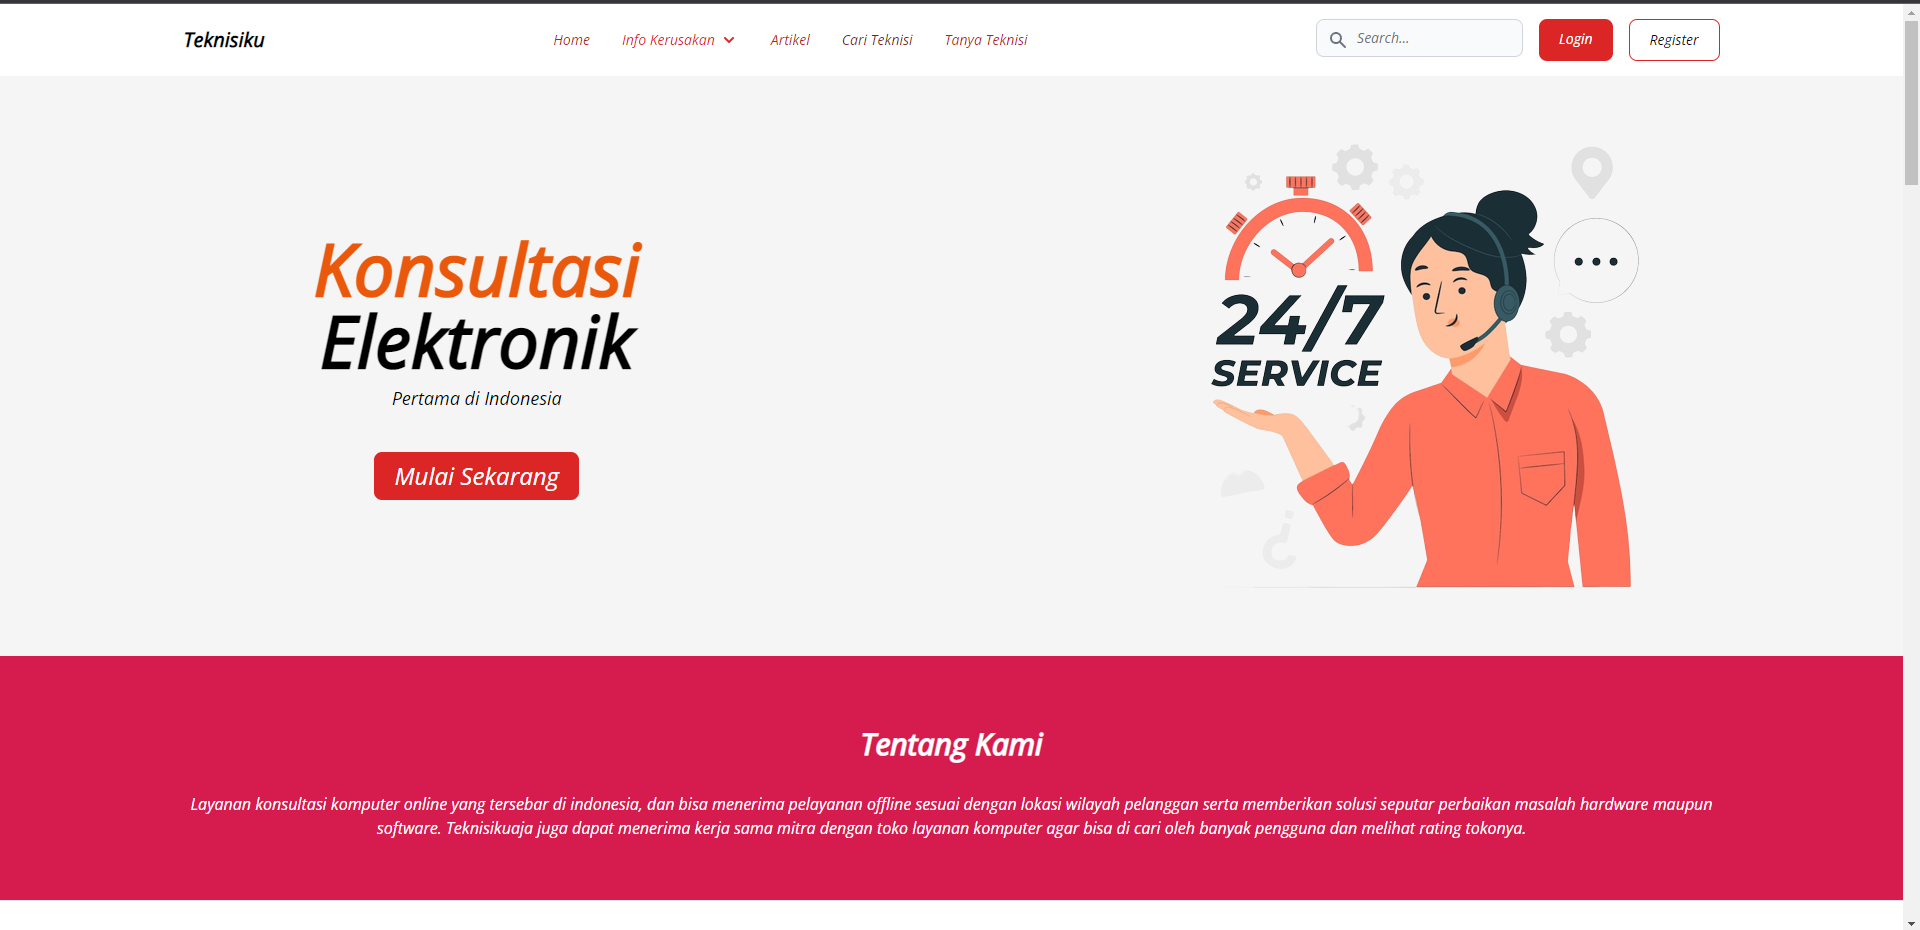 Teknisiku
Home
Info Kerusakan
Artikel
Cari Teknisi
Tanya Teknisi
Search...
Login
Register
Konsultasi
Elektronik
Pertama di Indonesia
Mulai Sekarang
24/7
SERVICE
Tentang Kami
Layanan konsultasi komputer online yang tersebar di indonesia, dan bisa menerima pelayanan offline sesuai dengan lokasi wilayah pelanggan serta memberikan solusi seputar perbaikan masalah hardware maupun
software. Teknisikuaja juga dapat menerima kerja sama mitra dengan toko layanan komputer agar bisa di cari oleh banyak pengguna dan melihat rating tokonya.